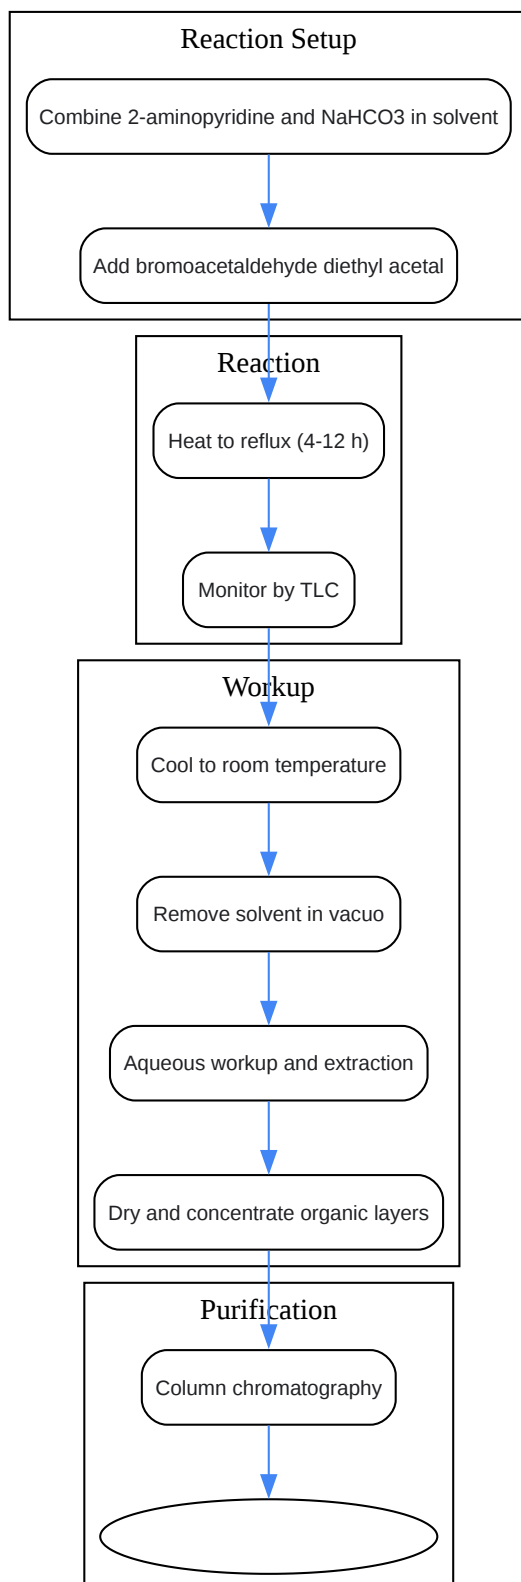 Reaction Setup
Combine 2-aminopyridine and NaHCO3 in solvent
Add bromoacetaldehyde diethyl acetal
Reaction
Heat to reflux (4-12 h)
Monitor by TLC
Workup
Cool to room temperature
Remove solvent in vacuo
Aqueous workup and extraction
Dry and concentrate organic layers
Purification
Column chromatography